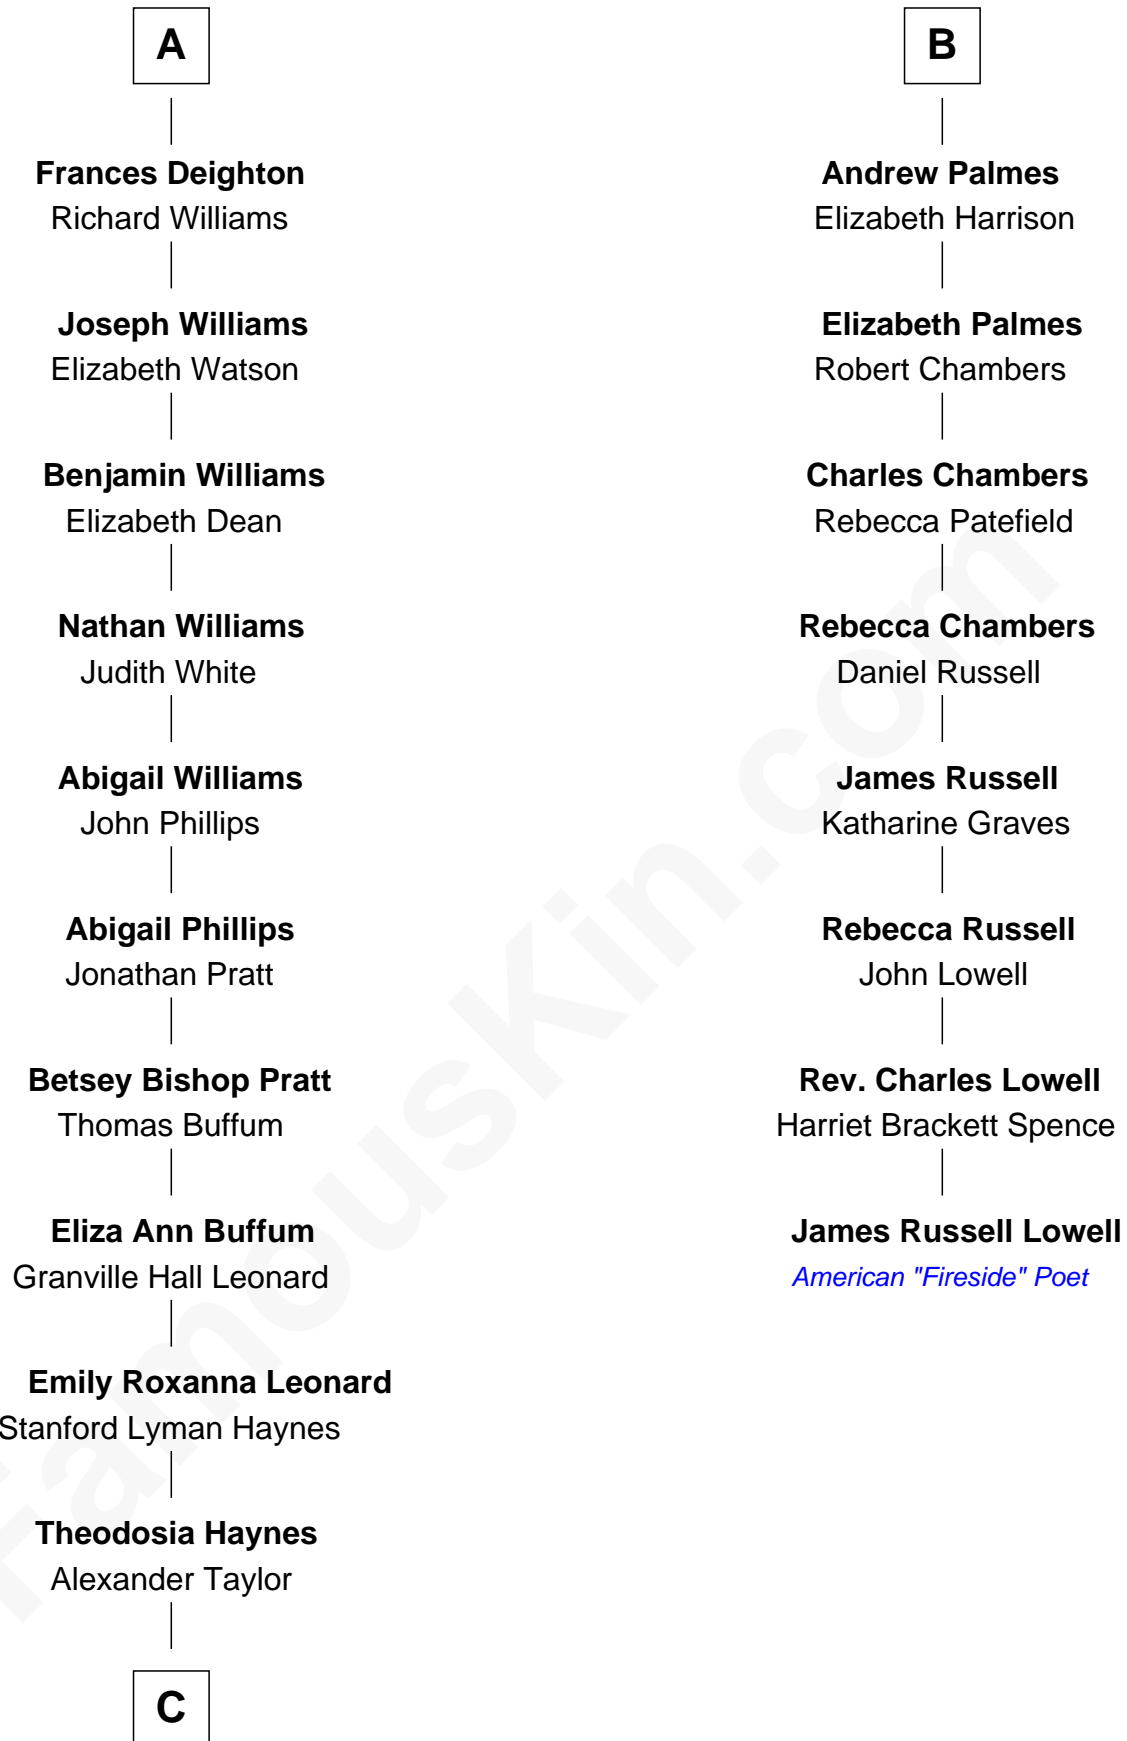 A
Frances Deighton
Richard Williams
Joseph Williams
Elizabeth Watson
Benjamin Williams
Elizabeth Dean
Nathan Williams
Judith White
Abigail Williams
John Phillips
Abigail Phillips
Jonathan Pratt
Betsey Bishop Pratt
Thomas Buffum
Eliza Ann Buffum
Granville Hall Leonard
Emily Roxanna Leonard
Stanford Lyman Haynes
Theodosia Haynes
Alexander Taylor
C
B
Andrew Palmes
Elizabeth Harrison
Elizabeth Palmes
Robert Chambers
Charles Chambers
Rebecca Patefield
Rebecca Chambers
Daniel Russell
James Russell
Katharine Graves
Rebecca Russell
John Lowell
Rev. Charles Lowell
Harriet Brackett Spence
James Russell Lowell
American "Fireside" Poet
FamousKin.com